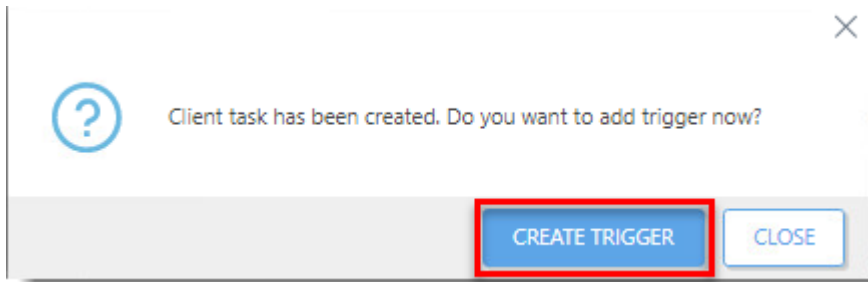 Client task has been created. Do you want to add trigger now?
CREATE TRIGGER
CLOSE